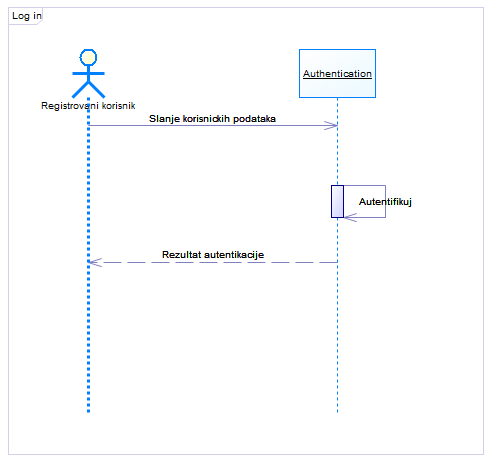 Log in
Authentication
Registrovani korisnik
Slanje korisnickih podataka
Autentifikuj
Rezultat autentikacije